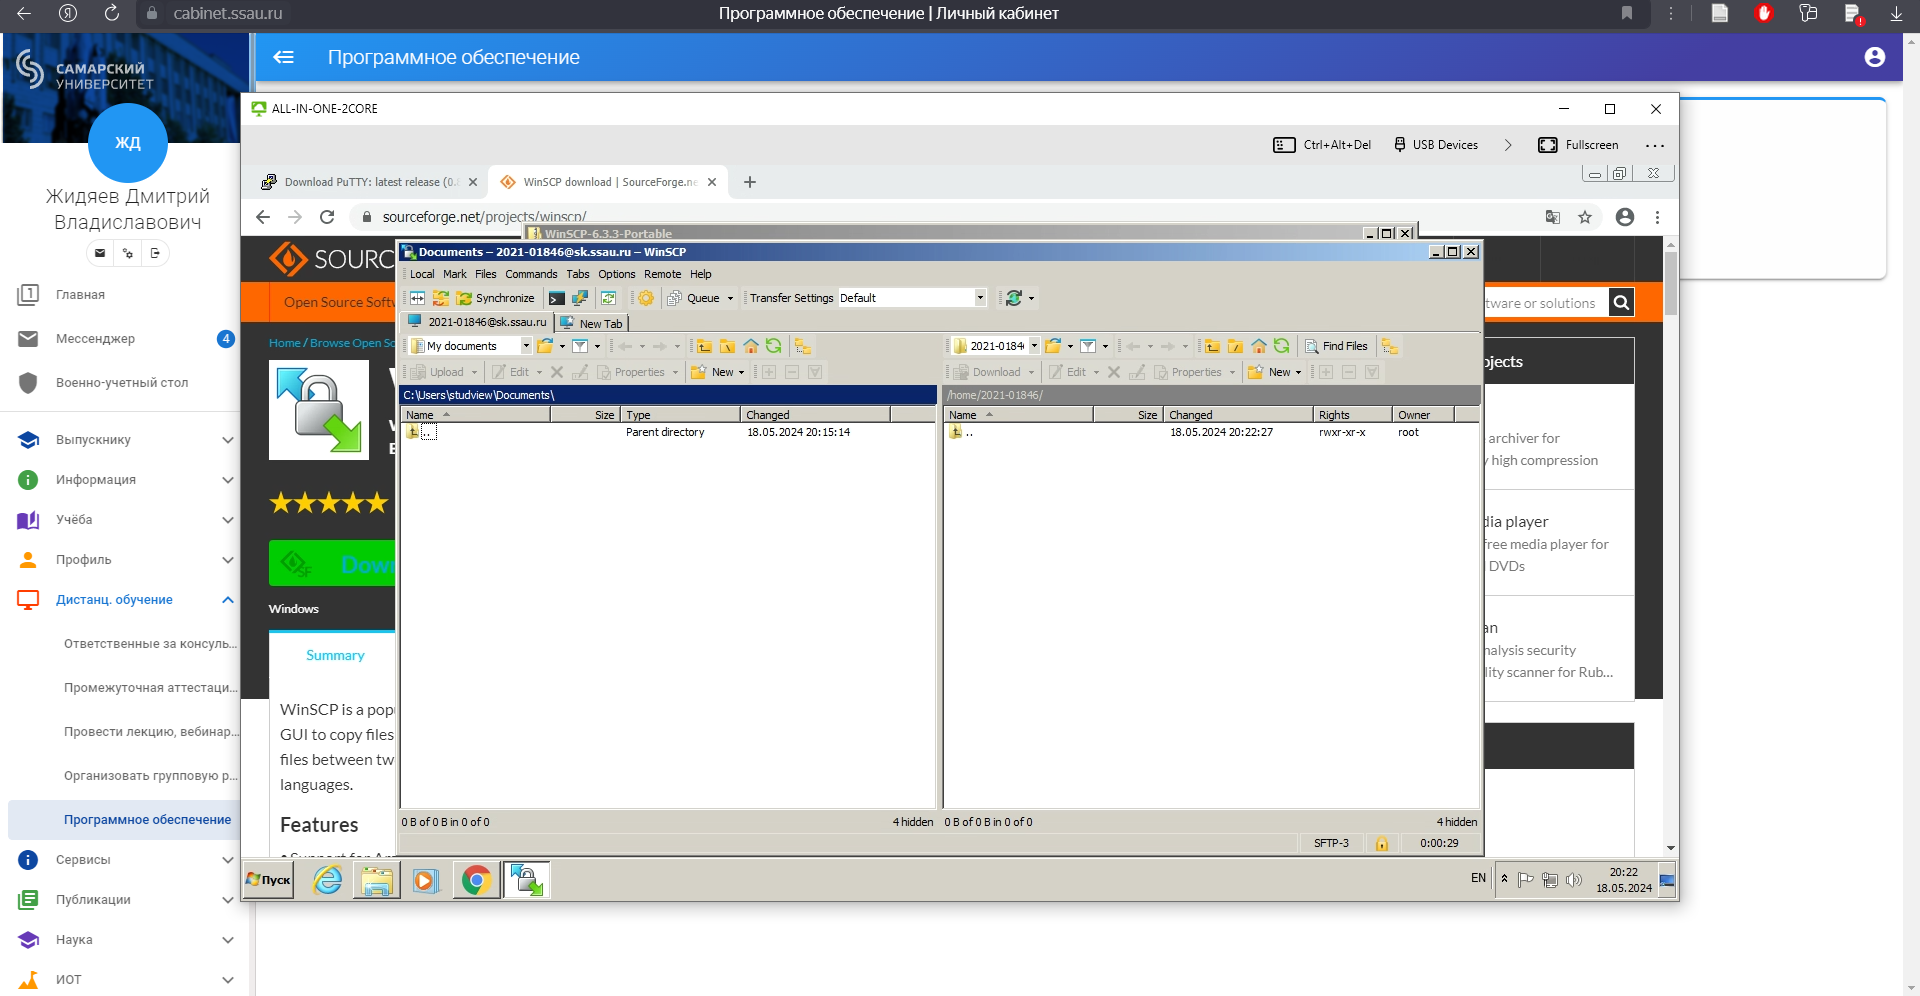 cabinet.ssau.ru
Программное обеспечение | Личный кабинет
САМАРСКИЙ
УНИВЕРСИТЕТ
ЖД
Жидяев Дмитрий
Владиславович
Главная
Мессенджер 4
Военно-учетный стол
Выпускнику
Информация
Учёба
Профиль
Дистанц. обучение
Ответственные за консуль...
Промежуточная аттестаци...
Провести лекцию, вебинар...
Организовать групповую р...
Программное обеспечение
Сервисы
Публикации
Наука
ИОТ
Программное обеспечение
ALL-IN-ONE-2CORE
Ctrl+Alt+Del USB Devices Fullscreen
Download PuTTY: latest release (0. WinSCP download | SourceForge.ne
sourceforge.net/projects/winscp/
SOURC
Open Source Softw
tware or solutions
Home / Browse Open So
Dow
SF
Windows
Summary
WinSCP is a pop
GUI to copy files
files between tw
languages.
Features
WinSCP-6.3.3-Portable
Documents – 2021-01846@sk.ssau.ru – WinSCP
Local Mark Files Commands Tabs Options Remote Help
Synchronize Queue Transfer Settings Default
2021-01846@sk.ssau.ru New Tab
My documents
Upload Edit Properties New
C:\Users\studview\Documents\
Name Size Type Changed
.. Parent directory 18.05.2024 20:15:14
0 B of 0 B in 0 of 0 4 hidden
2021-0184 Find Files
Download Edit Properties New
/home/2021-01846/
Name Size Changed Rights Owner
.. 18.05.2024 20:22:27 rwxr-xr-x root
0 B of 0 B in 0 of 0 4 hidden
SFTP-3 0:00:29
ojects
archiver for
high compression
dia player
free media player for
DVDs
an
nalysis security
lity scanner for Rub...
Пуск
EN
20:22
18.05.2024